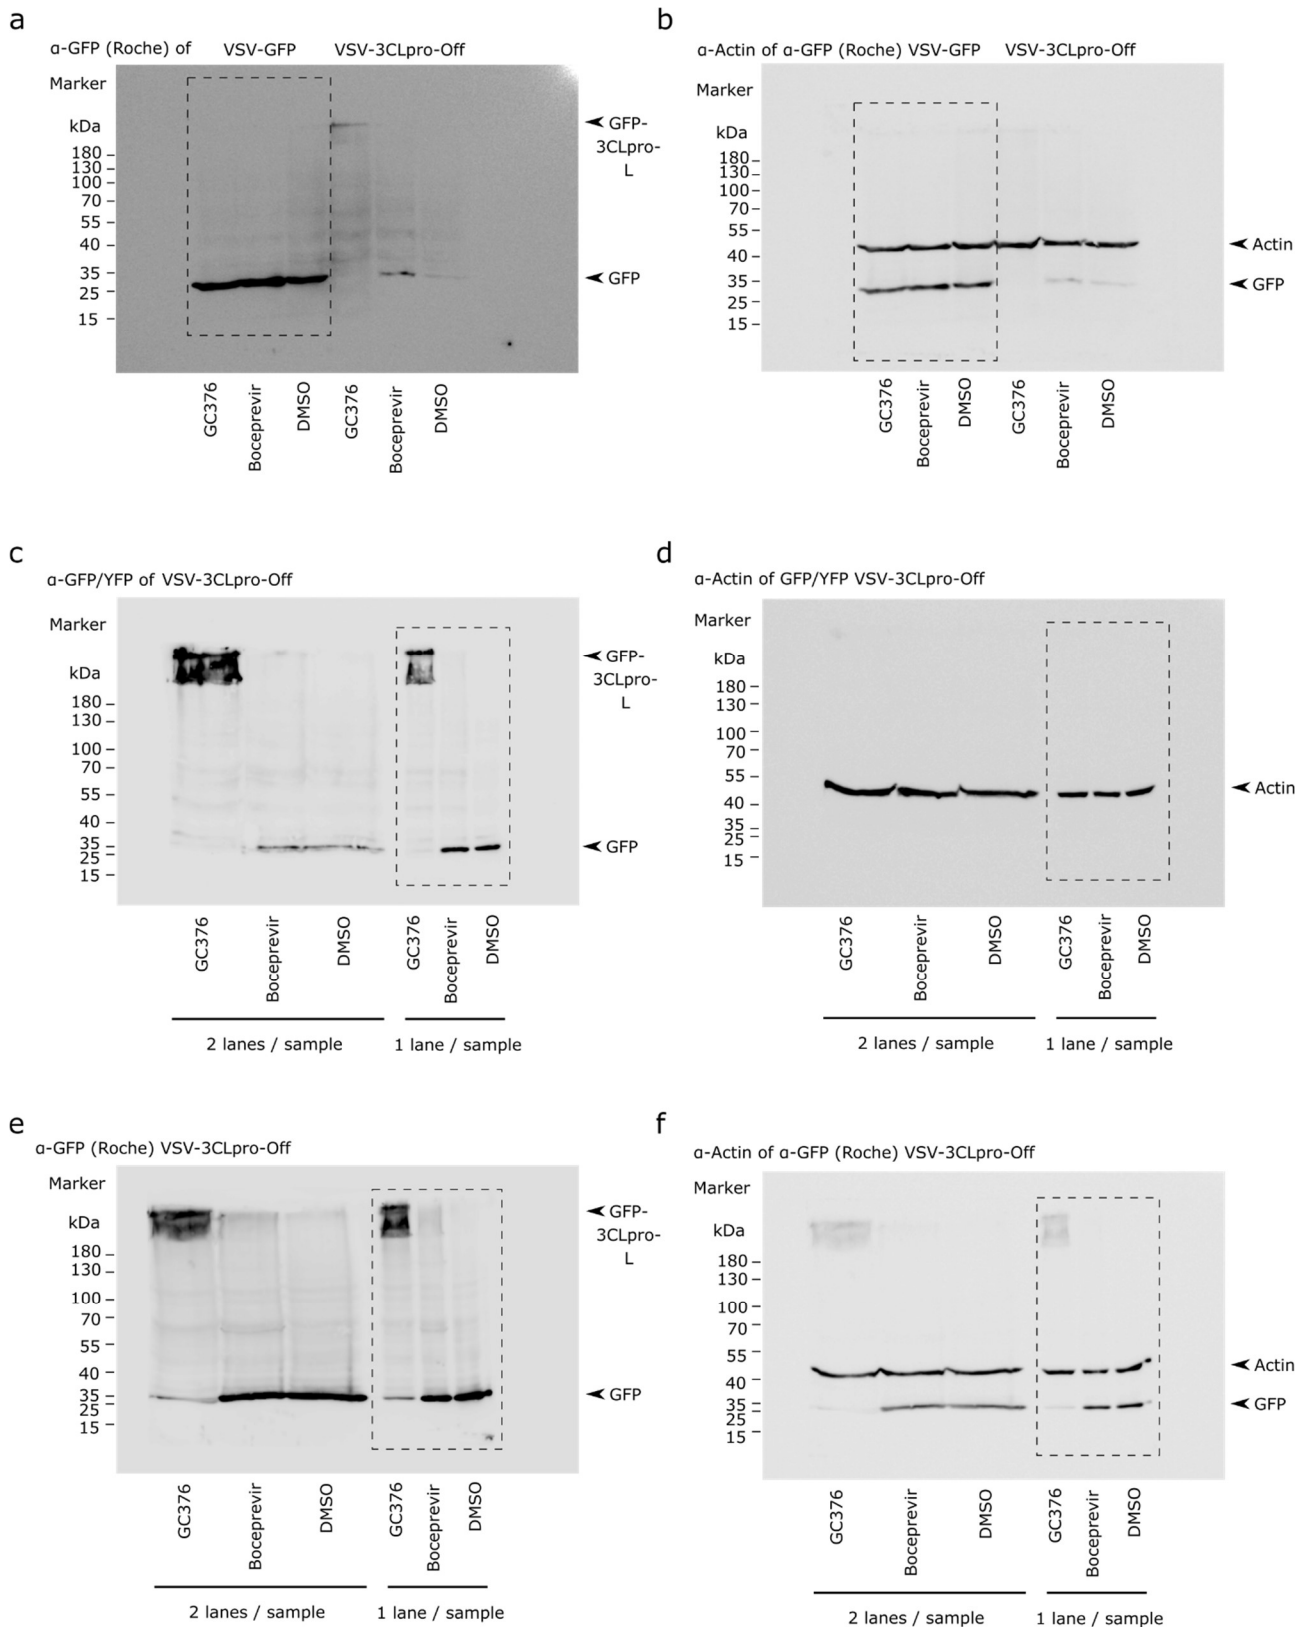 a
α-GFP (Roche) of VSV-GFP VSV-3CLpro-Off
Marker
kDa
180
130
100
70
55
40
35
25
15
GFP-
3CLpro-
L
GFP
GC376
Boceprevir
DMSO
GC376
Boceprevir
DMSO
b
α-Actin of α-GFP (Roche) VSV-GFP VSV-3CLpro-Off
Marker
kDa
180
130
100
70
55
40
35
25
15
Actin
GFP
GC376
Boceprevir
DMSO
GC376
Boceprevir
DMSO
c
α-GFP/YFP of VSV-3CLpro-Off
Marker
kDa
180
130
100
70
55
40
35
25
15
GFP-
3CLpro-
L
GFP
GC376
Boceprevir
DMSO
GC376
Boceprevir
DMSO
2 lanes / sample
1 lane / sample
d
α-Actin of GFP/YFP VSV-3CLpro-Off
Marker
kDa
180
130
100
70
55
40
35
25
15
Actin
GC376
Boceprevir
DMSO
GC376
Boceprevir
DMSO
2 lanes / sample
1 lane / sample
e
α-GFP (Roche) VSV-3CLpro-Off
Marker
kDa
180
130
100
70
55
40
35
25
15
GFP-
3CLpro-
L
GFP
GC376
Boceprevir
DMSO
GC376
Boceprevir
DMSO
2 lanes / sample
1 lane / sample
f
α-Actin of α-GFP (Roche) VSV-3CLpro-Off
Marker
kDa
180
130
100
70
55
40
35
25
15
Actin
GFP
GC376
Boceprevir
DMSO
GC376
Boceprevir
DMSO
2 lanes / sample
1 lane / sample